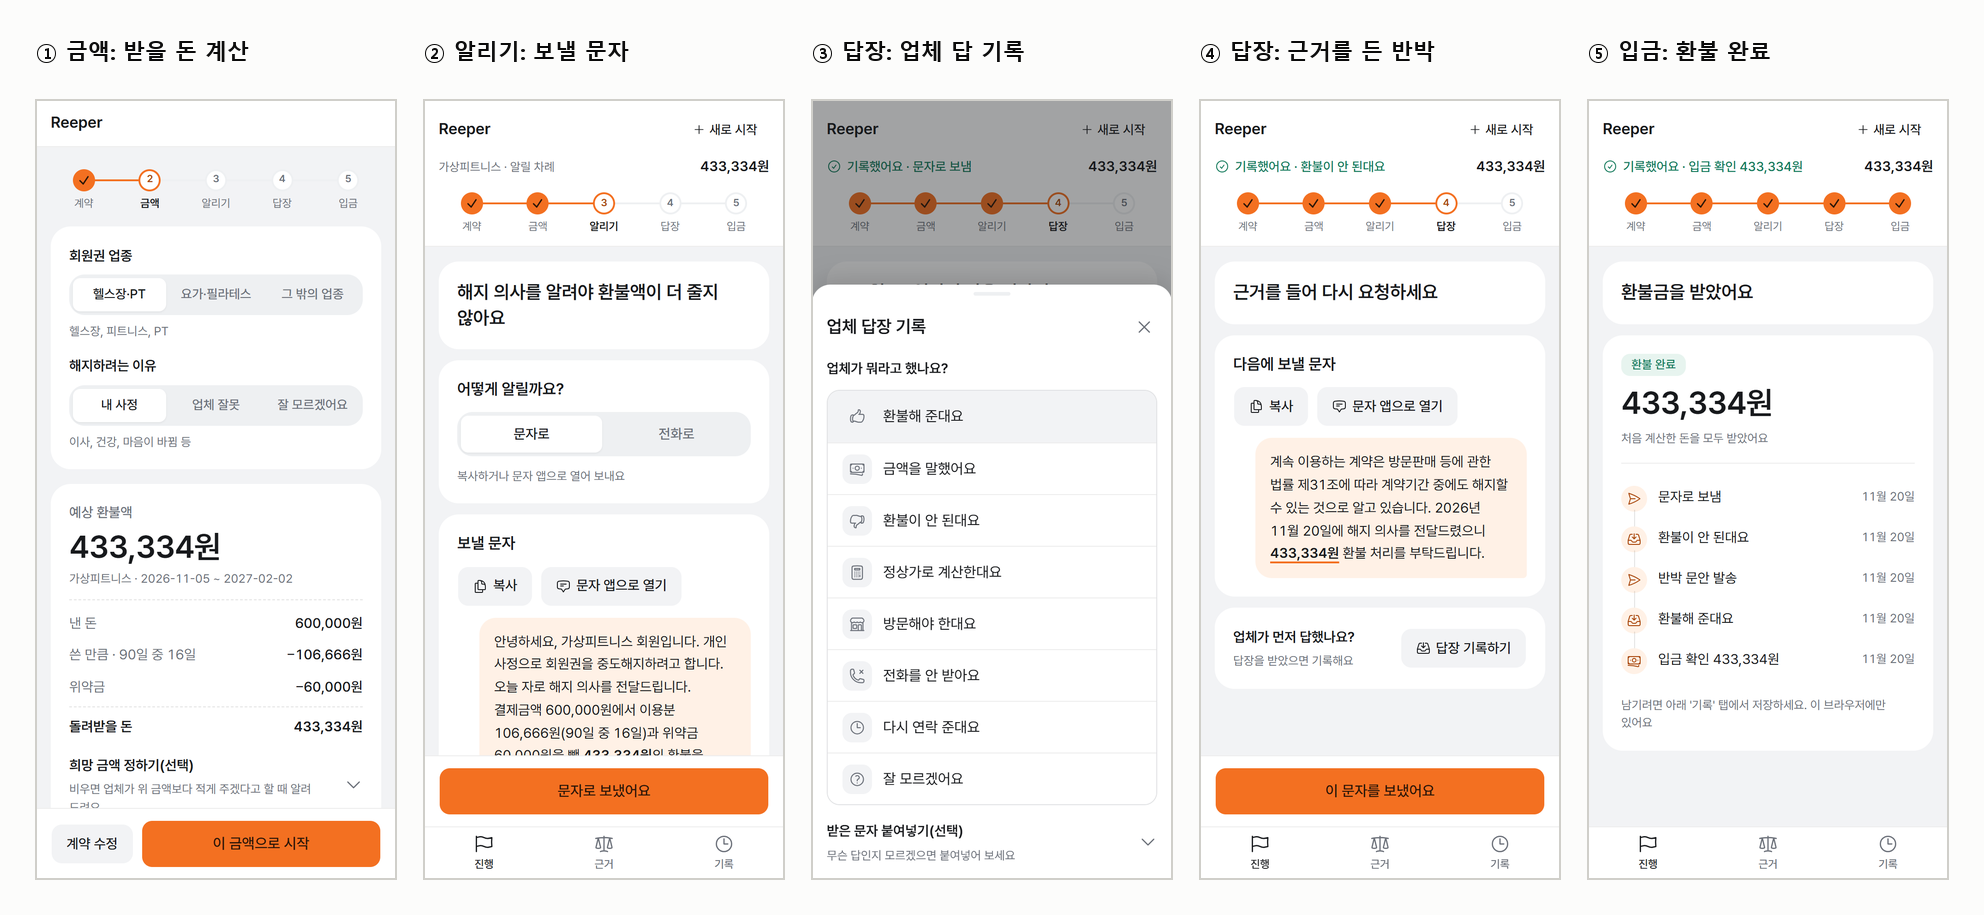 ① 금액: 받을 돈 계산
Reeper
2
3
4
5
계약
금액
알리기
답장
입금
회원권 업종
헬스장·PT
요가·필라테스
그 밖의 업종
헬스장, 피트니스, PT
해지하려는 이유
내 사정
업체 잘못
잘 모르겠어요
이사, 건강, 마음이 바뀜 등
예상 환불액
433,334원
가상피트니스 · 2026-11-05 ~ 2027-02-02
낸 돈 600,000원
쓴 만큼 · 90일 중 16일 −106,666원
위약금 −60,000원
돌려받을 돈 433,334원
희망 금액 정하기(선택)
비우면 업체가 위 금액보다 적게 주겠다고 할 때 알려
드려요
계약 수정
이 금액으로 시작
② 알리기: 보낼 문자
Reeper
+ 새로 시작
가상피트니스 · 알릴 차례 433,334원
3
4
5
계약
금액
알리기
답장
입금
해지 의사를 알려야 환불액이 더 줄지
않아요
어떻게 알릴까요?
문자로
전화로
복사하거나 문자 앱으로 열어 보내요
보낼 문자
복사
문자 앱으로 열기
안녕하세요, 가상피트니스 회원입니다. 개인
사정으로 회원권을 중도해지하려고 합니다.
오늘 자로 해지 의사를 전달드립니다.
결제금액 600,000원에서 이용분
106,666원(90일 중 16일)과 위약금
60,000원을 뺀 433,334원의 환불을
문자로 보냈어요
진행
근거
기록
③ 답장: 업체 답 기록
Reeper
+ 새로 시작
기록했어요 · 문자로 보냄 433,334원
4
5
계약
금액
알리기
답장
입금
업체 답장 기록
업체가 뭐라고 했나요?
환불해 준대요
금액을 말했어요
환불이 안 된대요
정상가로 계산한대요
방문해야 한대요
전화를 안 받아요
다시 연락 준대요
잘 모르겠어요
받은 문자 붙여넣기(선택)
무슨 답인지 모르겠으면 붙여넣어 보세요
④ 답장: 근거를 든 반박
Reeper
+ 새로 시작
기록했어요 · 환불이 안 된대요 433,334원
4
5
계약
금액
알리기
답장
입금
근거를 들어 다시 요청하세요
다음에 보낼 문자
복사
문자 앱으로 열기
계속 이용하는 계약은 방문판매 등에 관한
법률 제31조에 따라 계약기간 중에도 해지할
수 있는 것으로 알고 있습니다. 2026년
11월 20일에 해지 의사를 전달드렸으니
433,334원 환불 처리를 부탁드립니다.
업체가 먼저 답했나요?
답장을 받았으면 기록해요
답장 기록하기
이 문자를 보냈어요
진행
근거
기록
⑤ 입금: 환불 완료
Reeper
+ 새로 시작
기록했어요 · 입금 확인 433,334원 433,334원
계약
금액
알리기
답장
입금
환불금을 받았어요
환불 완료
433,334원
처음 계산한 돈을 모두 받았어요
문자로 보냄 11월 20일
환불이 안 된대요 11월 20일
반박 문안 발송 11월 20일
환불해 준대요 11월 20일
입금 확인 433,334원 11월 20일
남기려면 아래 '기록' 탭에서 저장하세요. 이 브라우저에만
있어요
진행
근거
기록